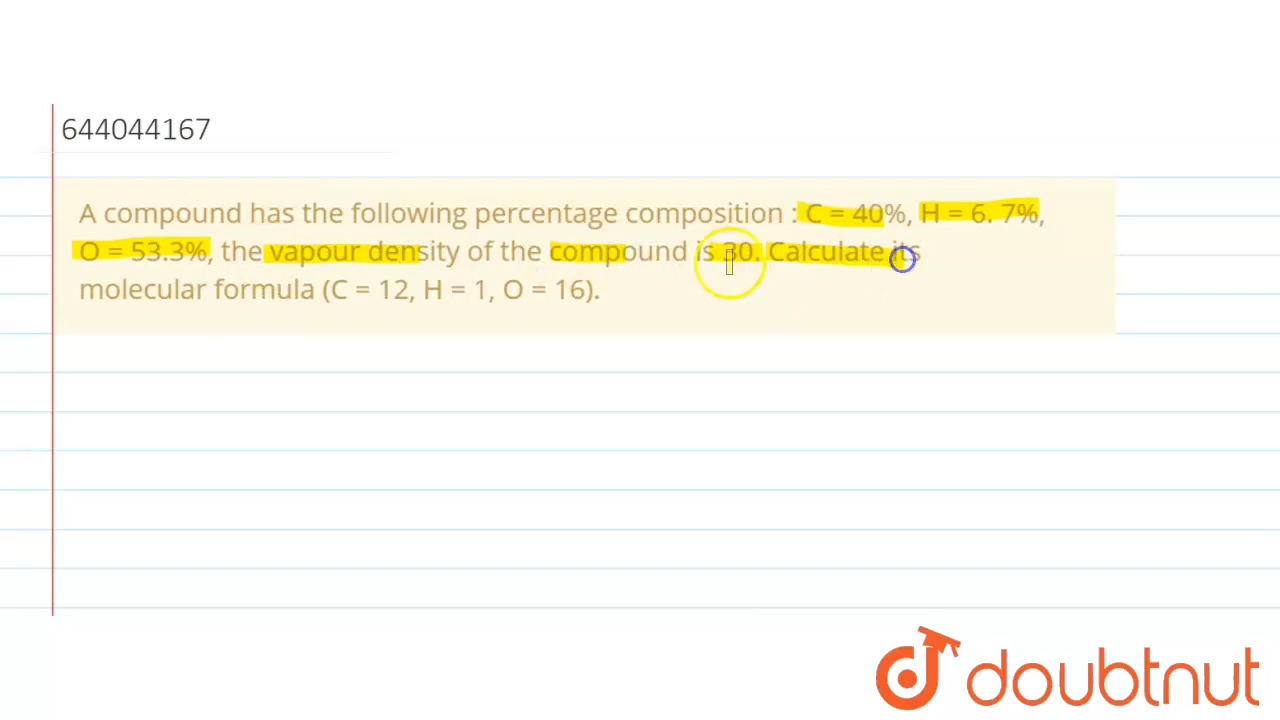 644044167
A compound has the following percentage composition : C = 40%, H = 6. 7%,
O = 53.3%, the vapour density of the compound is 30. Calculate its
molecular formula (C = 12, H = 1, O = 16).
doubtnut